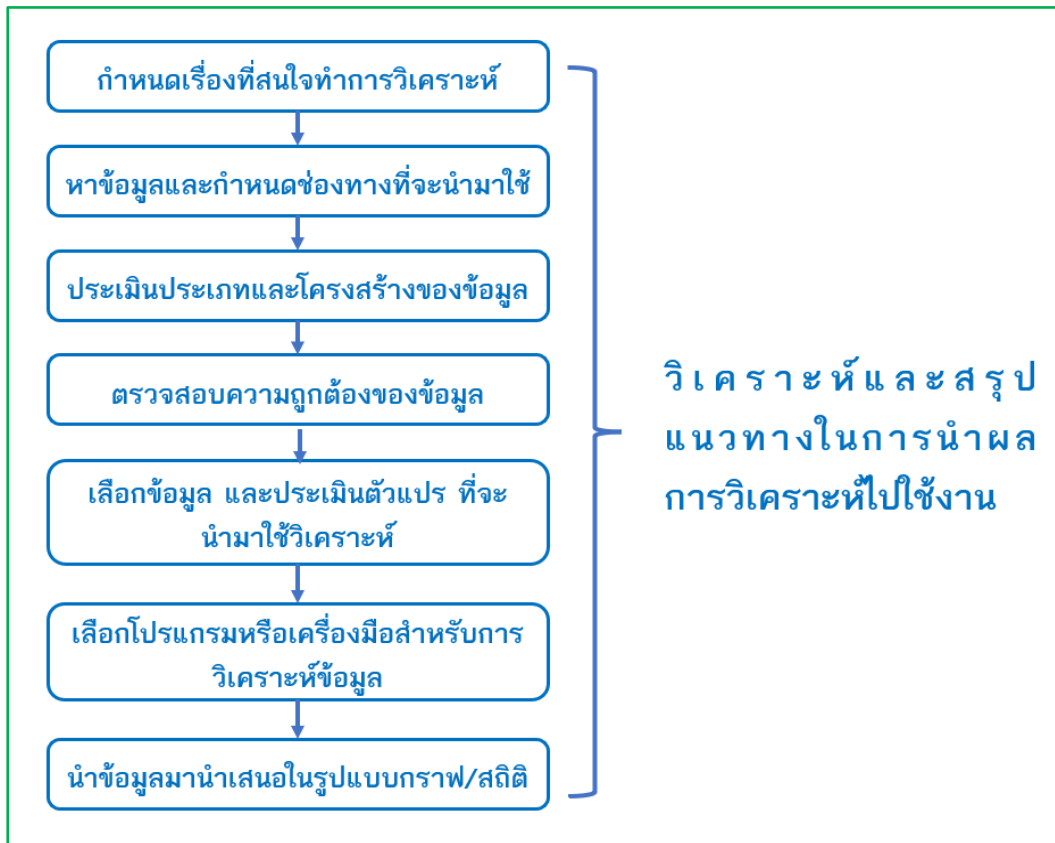 กำหนดเรื่องที่สนใจทำการวิเคราะห์
หาข้อมูลและกำหนดช่องทางที่จะนำมาใช้
ประเมินประเภทและโครงสร้างของข้อมูล
ตรวจสอบความถูกต้องของข้อมูล
เลือกข้อมูล และประเมินตัวแปร ที่จะ
นำมาใช้วิเคราะห์
เลือกโปรแกรมหรือเครื่องมือสำหรับการ
วิเคราะห์ข้อมูล
นำข้อมูลมานำเสนอในรูปแบบกราฟ/สถิติ
วิเคราะห์และสรุป
แนวทางในการนำผล
การวิเคราะห์ไปใช้งาน